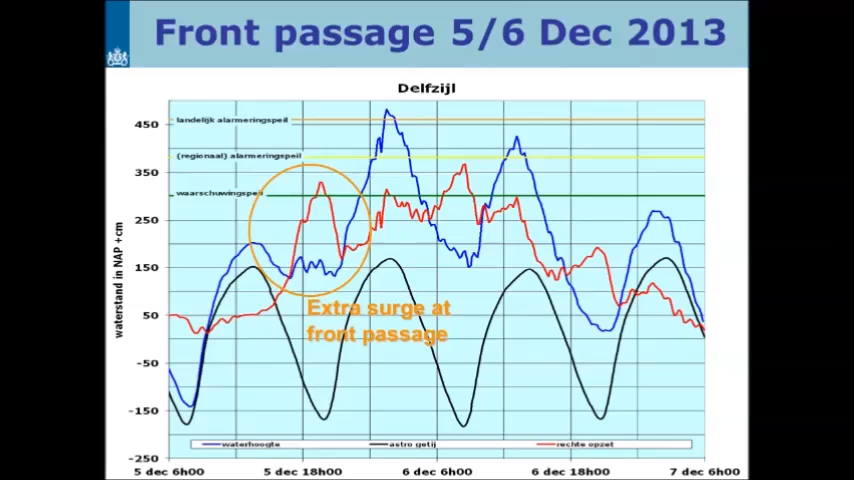 Front passage 5/6 Dec 2013
Delfzijl
450
landelijk alarmeringspeil
(regionaal) alarmeringspeil
350
waarschuwingspeil
250
150
50
-50
-150
-250
waterstand in NAP +cm
Extra surge at
front passage
waterhoogte
astro getij
rechte opzet
5 dec 6h00
5 dec 18h00
6 dec 6h00
6 dec 18h00
7 dec 6h00